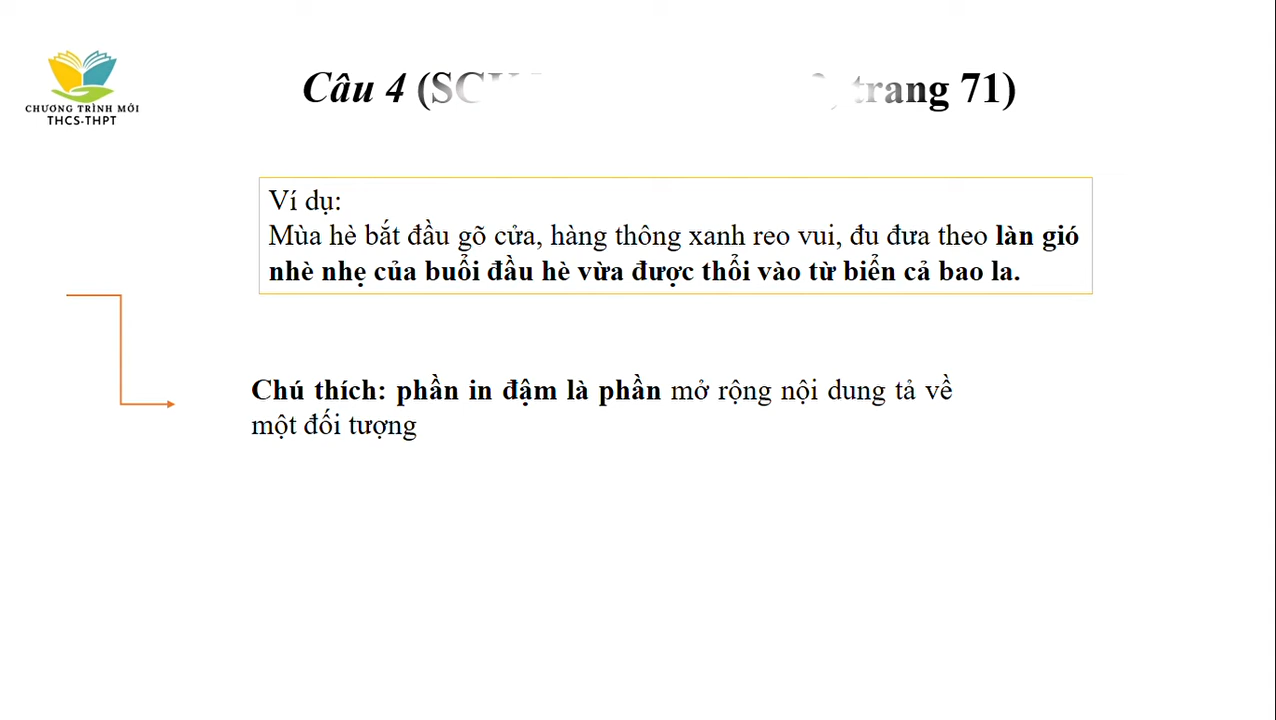 CHƯƠNG TRÌNH MỚI
THCS-THPT
Câu 4 (SG trang 71)
Ví dụ:
Mùa hè bắt đầu gõ cửa, hàng thông xanh reo vui, đu đưa theo làn gió
nhè nhẹ của buổi đầu hè vừa được thổi vào từ biển cả bao la.
Chú thích: phần in đậm là phần mở rộng nội dung tả về
một đối tượng